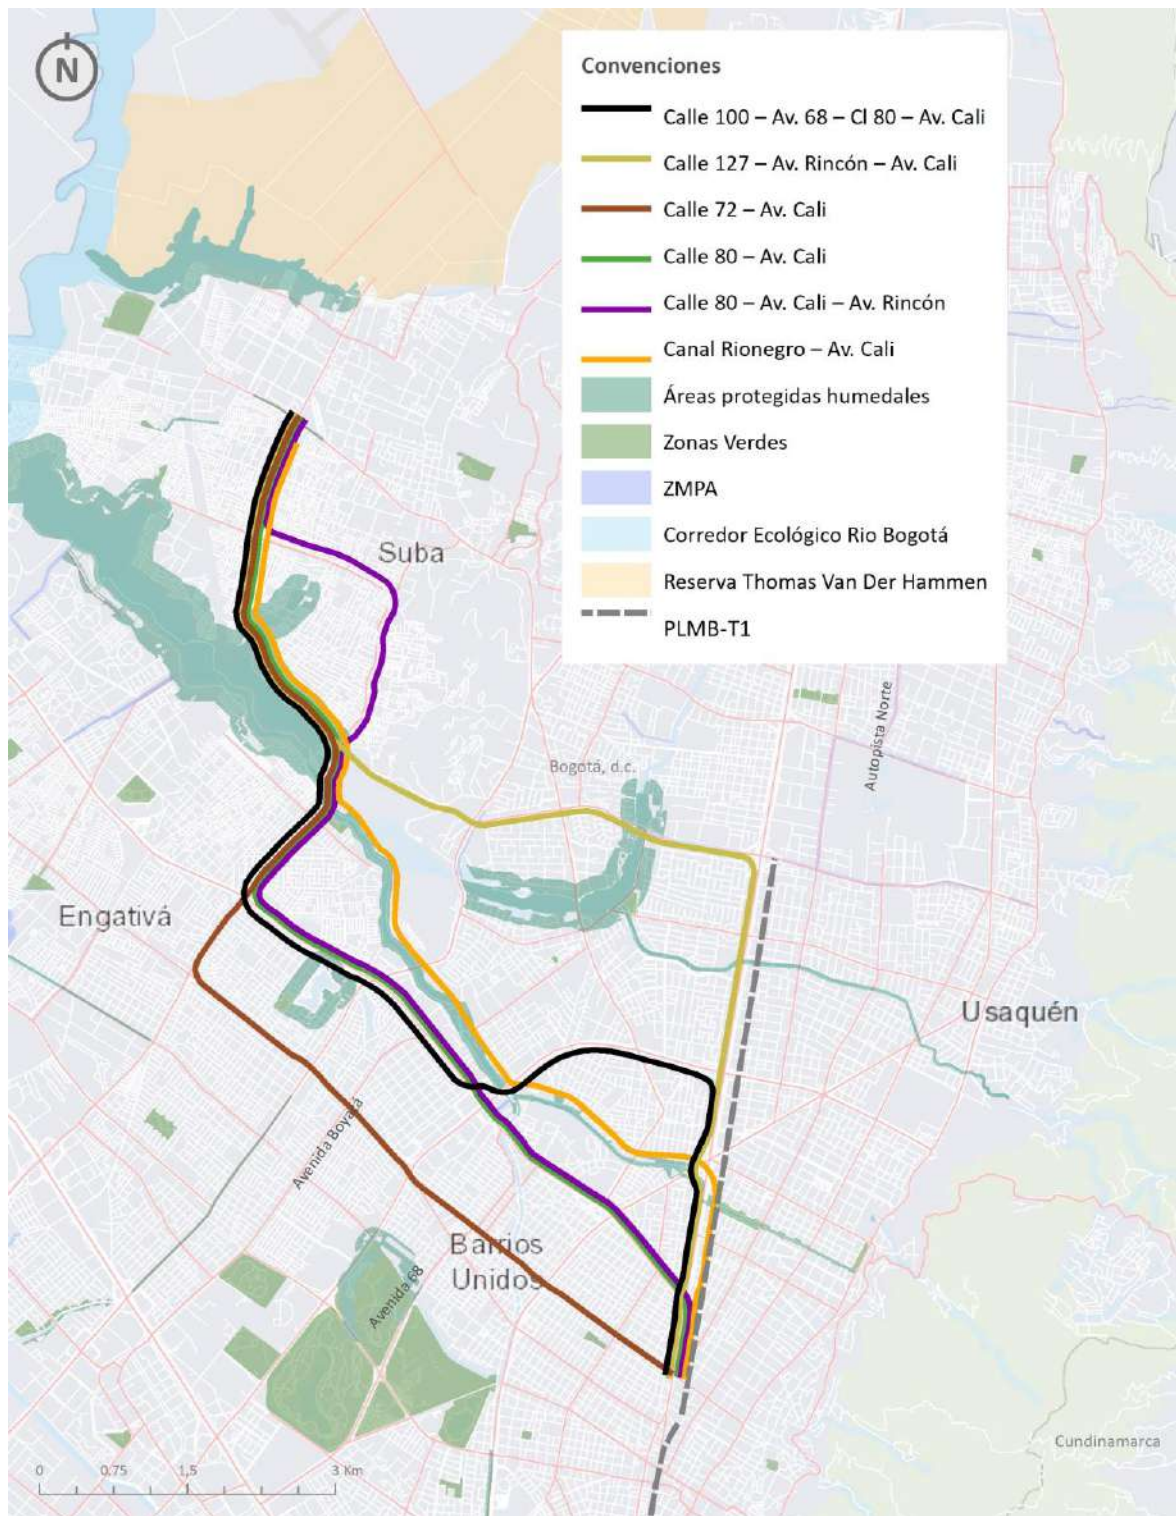 N
Convenciones
Calle 100 – Av. 68 – Cl 80 – Av. Cali
Calle 127 – Av. Rincón – Av. Cali
Calle 72 – Av. Cali
Calle 80 – Av. Cali
Calle 80 – Av. Cali – Av. Rincón
Canal Rionegro – Av. Cali
Áreas protegidas humedales
Zonas Verdes
ZMPA
Corredor Ecológico Rio Bogotá
Reserva Thomas Van Der Hammen
PLMB-T1
Suba
Autopista Norte
Bogotá, d.c.
Engativá
Usaquén
Avenida Boyacá
Barrios
Unidos
Avenida 68
Cundinamarca
0 0.75 1,5 3 Km